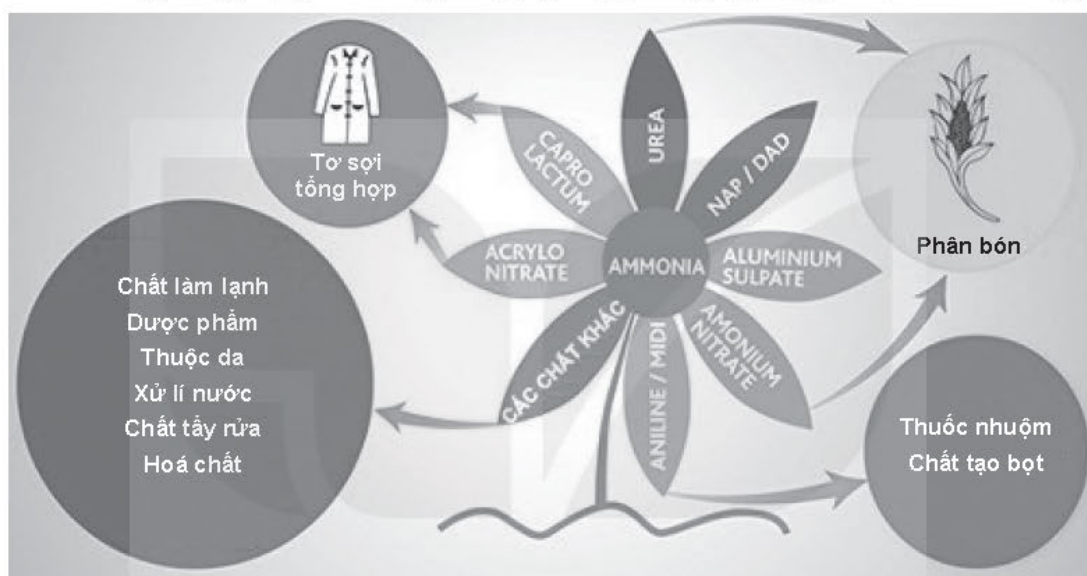 Tơ sợi
tổng hợp
Chất làm lạnh
Dược phẩm
Thuộc da
Xử lí nước
Chất tẩy rửa
Hoá chất
CAPRO
LACTUM
ACRYLO
NITRATE
CÁC CHẤT KHÁC
AMMONIA
UREA
NAP / DAD
ALUMINIUM
SULPATE
AMONIUM
NITRATE
ANILINE / MIDI
Phân bón
Thuốc nhuộm
Chất tạo bọt